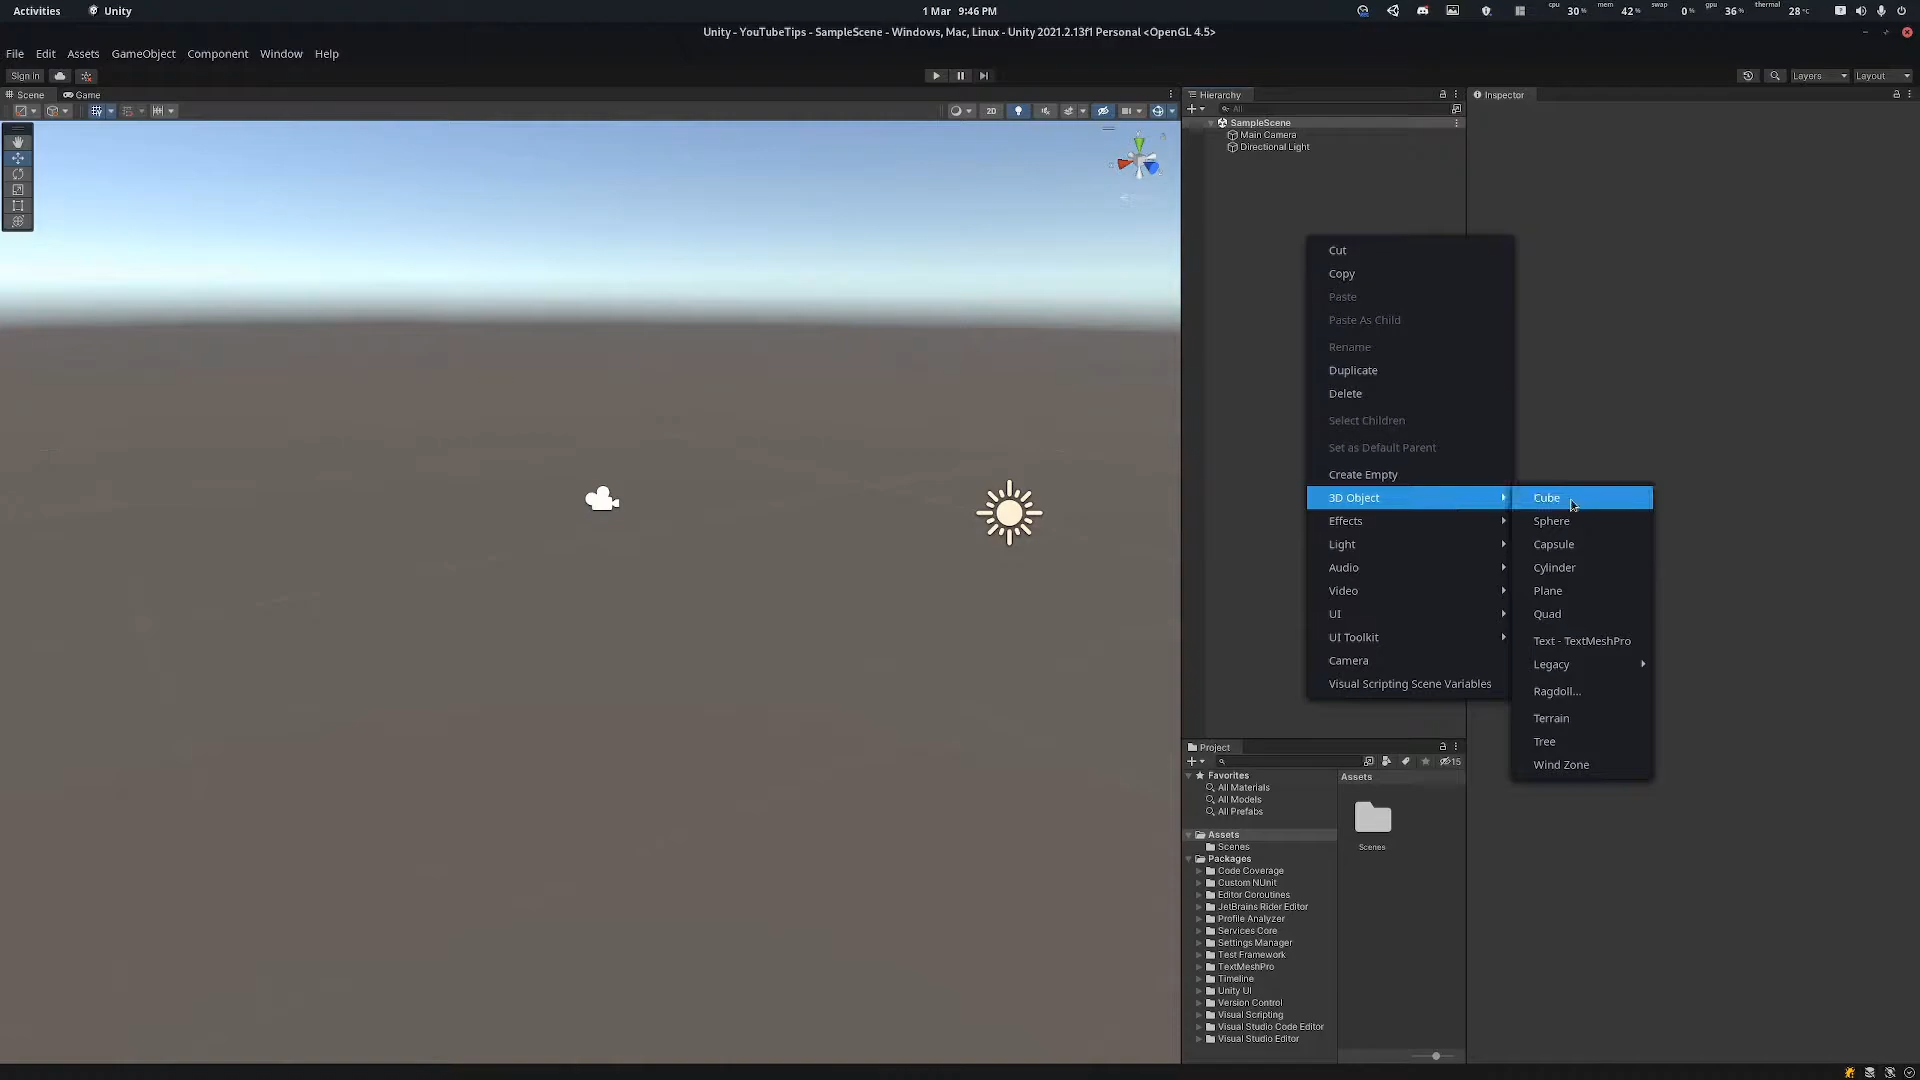 Activities
Unity
1 Mar 9:46 PM
cpu 30 %
mem 42 %
swap 0 %
gpu 36 %
thermal 28 °C
Unity - YouTubeTips - SampleScene - Windows, Mac, Linux - Unity 2021.2.13f1 Personal <OpenGL 4.5>
File Edit Assets GameObject Component Window Help
Sign in
Layers
Layout
Scene
Game
2D
Hierarchy
All
SampleScene
Main Camera
Directional Light
Inspector
Cut
Copy
Paste
Paste As Child
Rename
Duplicate
Delete
Select Children
Set as Default Parent
Create Empty
3D Object
Effects
Light
Audio
Video
UI
UI Toolkit
Camera
Visual Scripting Scene Variables
Cube
Sphere
Capsule
Cylinder
Plane
Quad
Text - TextMeshPro
Legacy
Ragdoll...
Terrain
Tree
Wind Zone
Project
15
Favorites
All Materials
All Models
All Prefabs
Assets
Scenes
Packages
Code Coverage
Custom NUnit
Editor Coroutines
JetBrains Rider Editor
Profile Analyzer
Services Core
Settings Manager
Test Framework
TextMeshPro
Timeline
Unity UI
Version Control
Visual Scripting
Visual Studio Code Editor
Visual Studio Editor
Assets
Scenes